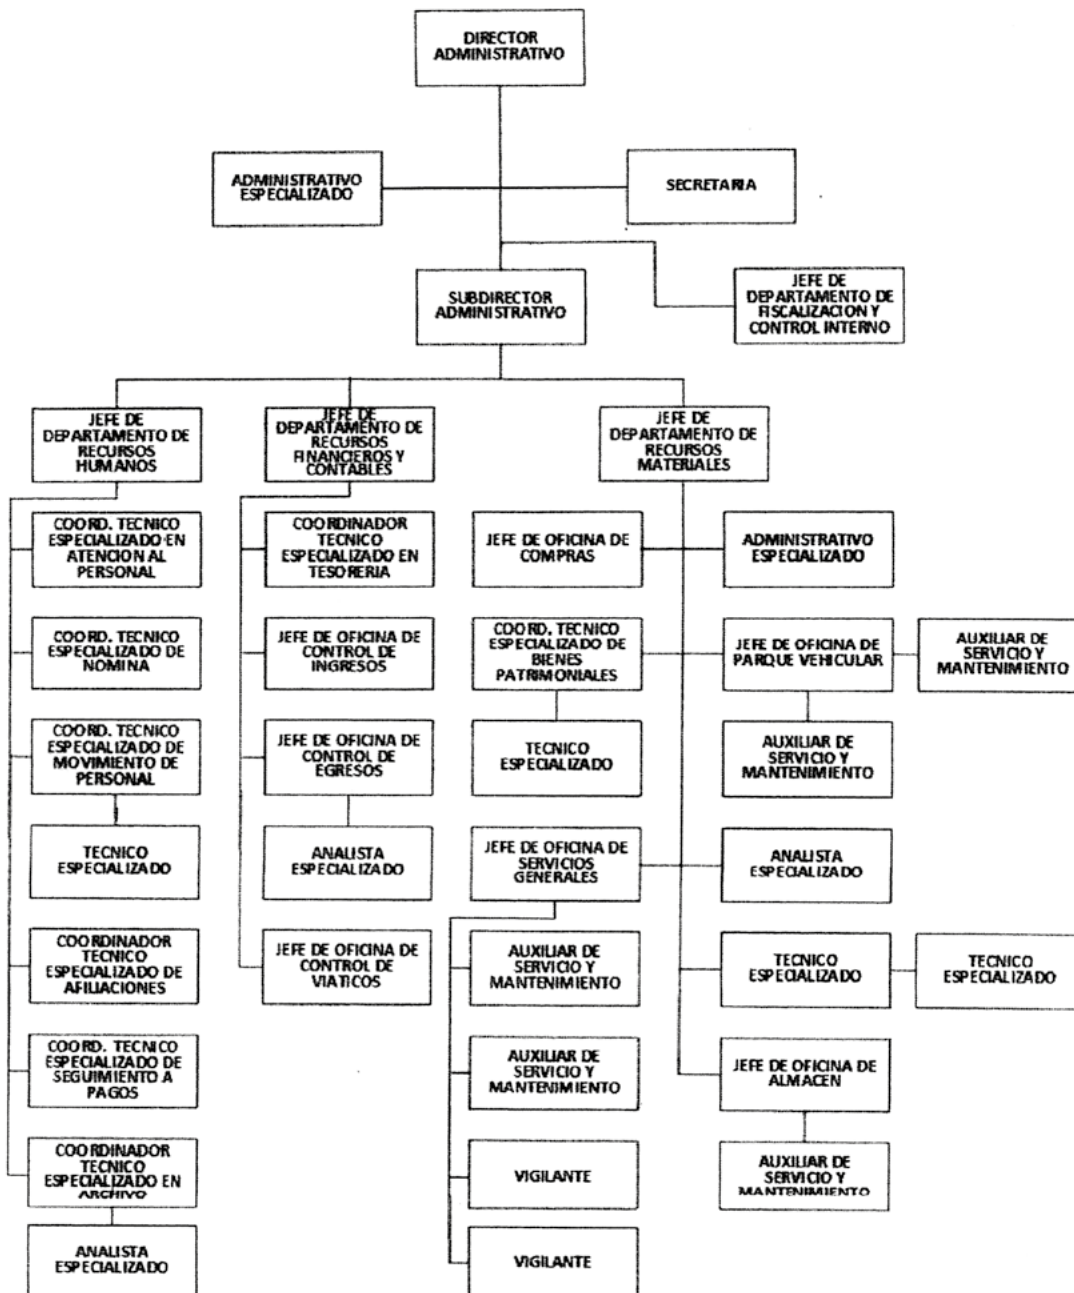 DIRECTOR
ADMINISTRATIVO
ADMINISTRATIVO
ESPECIALIZADO
SECRETARIA
SUBDIRECTOR
ADMINISTRATIVO
JEFE DE
DEPARTAMENTO DE
FISCALIZACION Y
CONTROL INTERNO
JEFE DE
DEPARTAMENTO DE
RECURSOS
HUMANOS
JEFE DE
DEPARTAMENTO DE
RECURSOS
FINANCIEROS Y
CONTABLES
JEFE DE
DEPARTAMENTO DE
RECURSOS
MATERIALES
COORD. TECNICO
ESPECIALIZADO EN
ATENCION AL
PERSONAL
COORDINADOR
TECNICO
ESPECIALIZADO EN
TESORERIA
JEFE DE OFICINA DE
COMPRAS
ADMINISTRATIVO
ESPECIALIZADO
COORD. TECNICO
ESPECIALIZADO DE
NOMINA
JEFE DE OFICINA DE
CONTROL DE
INGRESOS
COORD. TECNICO
ESPECIALIZADO DE
BIENES
PATRIMONIALES
JEFE DE OFICINA DE
PARQUE VEHICULAR
AUXILIAR DE
SERVICIO Y
MANTENIMIENTO
COORD. TECNICO
ESPECIALIZADO DE
MOVIMIENTO DE
PERSONAL
JEFE DE OFICINA DE
CONTROL DE
EGRESOS
TECNICO
ESPECIALIZADO
AUXILIAR DE
SERVICIO Y
MANTENIMIENTO
TECNICO
ESPECIALIZADO
ANALISTA
ESPECIALIZADO
JEFE DE OFICINA DE
SERVICIOS
GENERALES
ANALISTA
ESPECIALIZADO
COORDINADOR
TECNICO
ESPECIALIZADO DE
AFILIACIONES
JEFE DE OFICINA DE
CONTROL DE
VIATICOS
AUXILIAR DE
SERVICIO Y
MANTENIMIENTO
TECNICO
ESPECIALIZADO
TECNICO
ESPECIALIZADO
COORD. TECNICO
ESPECIALIZADO DE
SEGUIMIENTO A
PAGOS
AUXILIAR DE
SERVICIO Y
MANTENIMIENTO
JEFE DE OFICINA DE
ALMACEN
COORDINADOR
TECNICO
ESPECIALIZADO EN
ARCHIVO
VIGILANTE
AUXILIAR DE
SERVICIO Y
MANTENIMIENTO
ANALISTA
ESPECIALIZADO
VIGILANTE